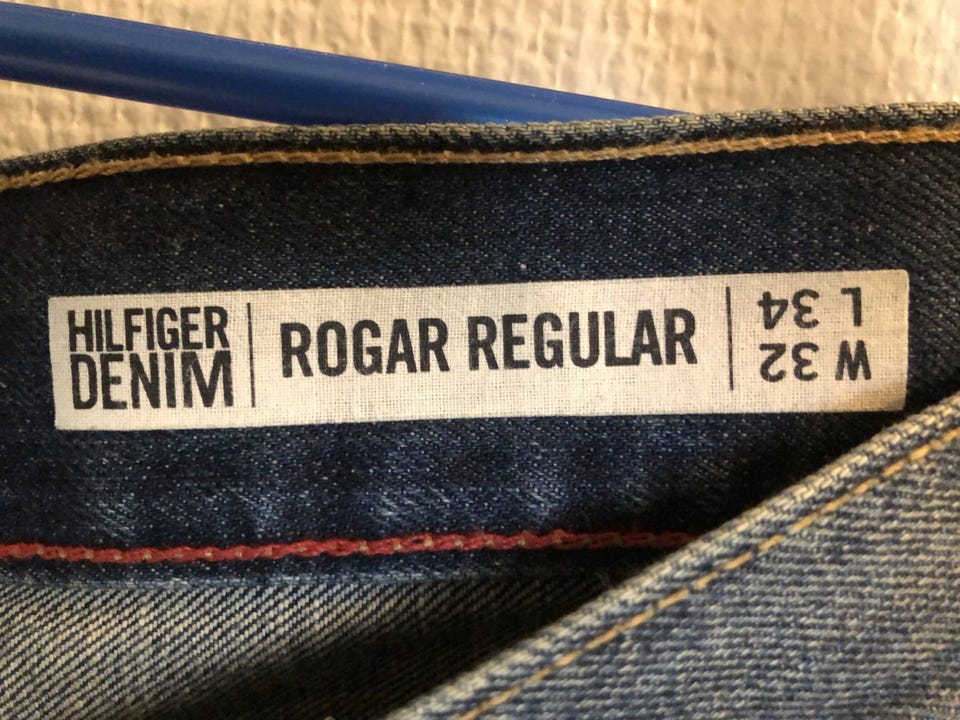 HILFIGER
DENIM
ROGAR REGULAR
W 32
L 34